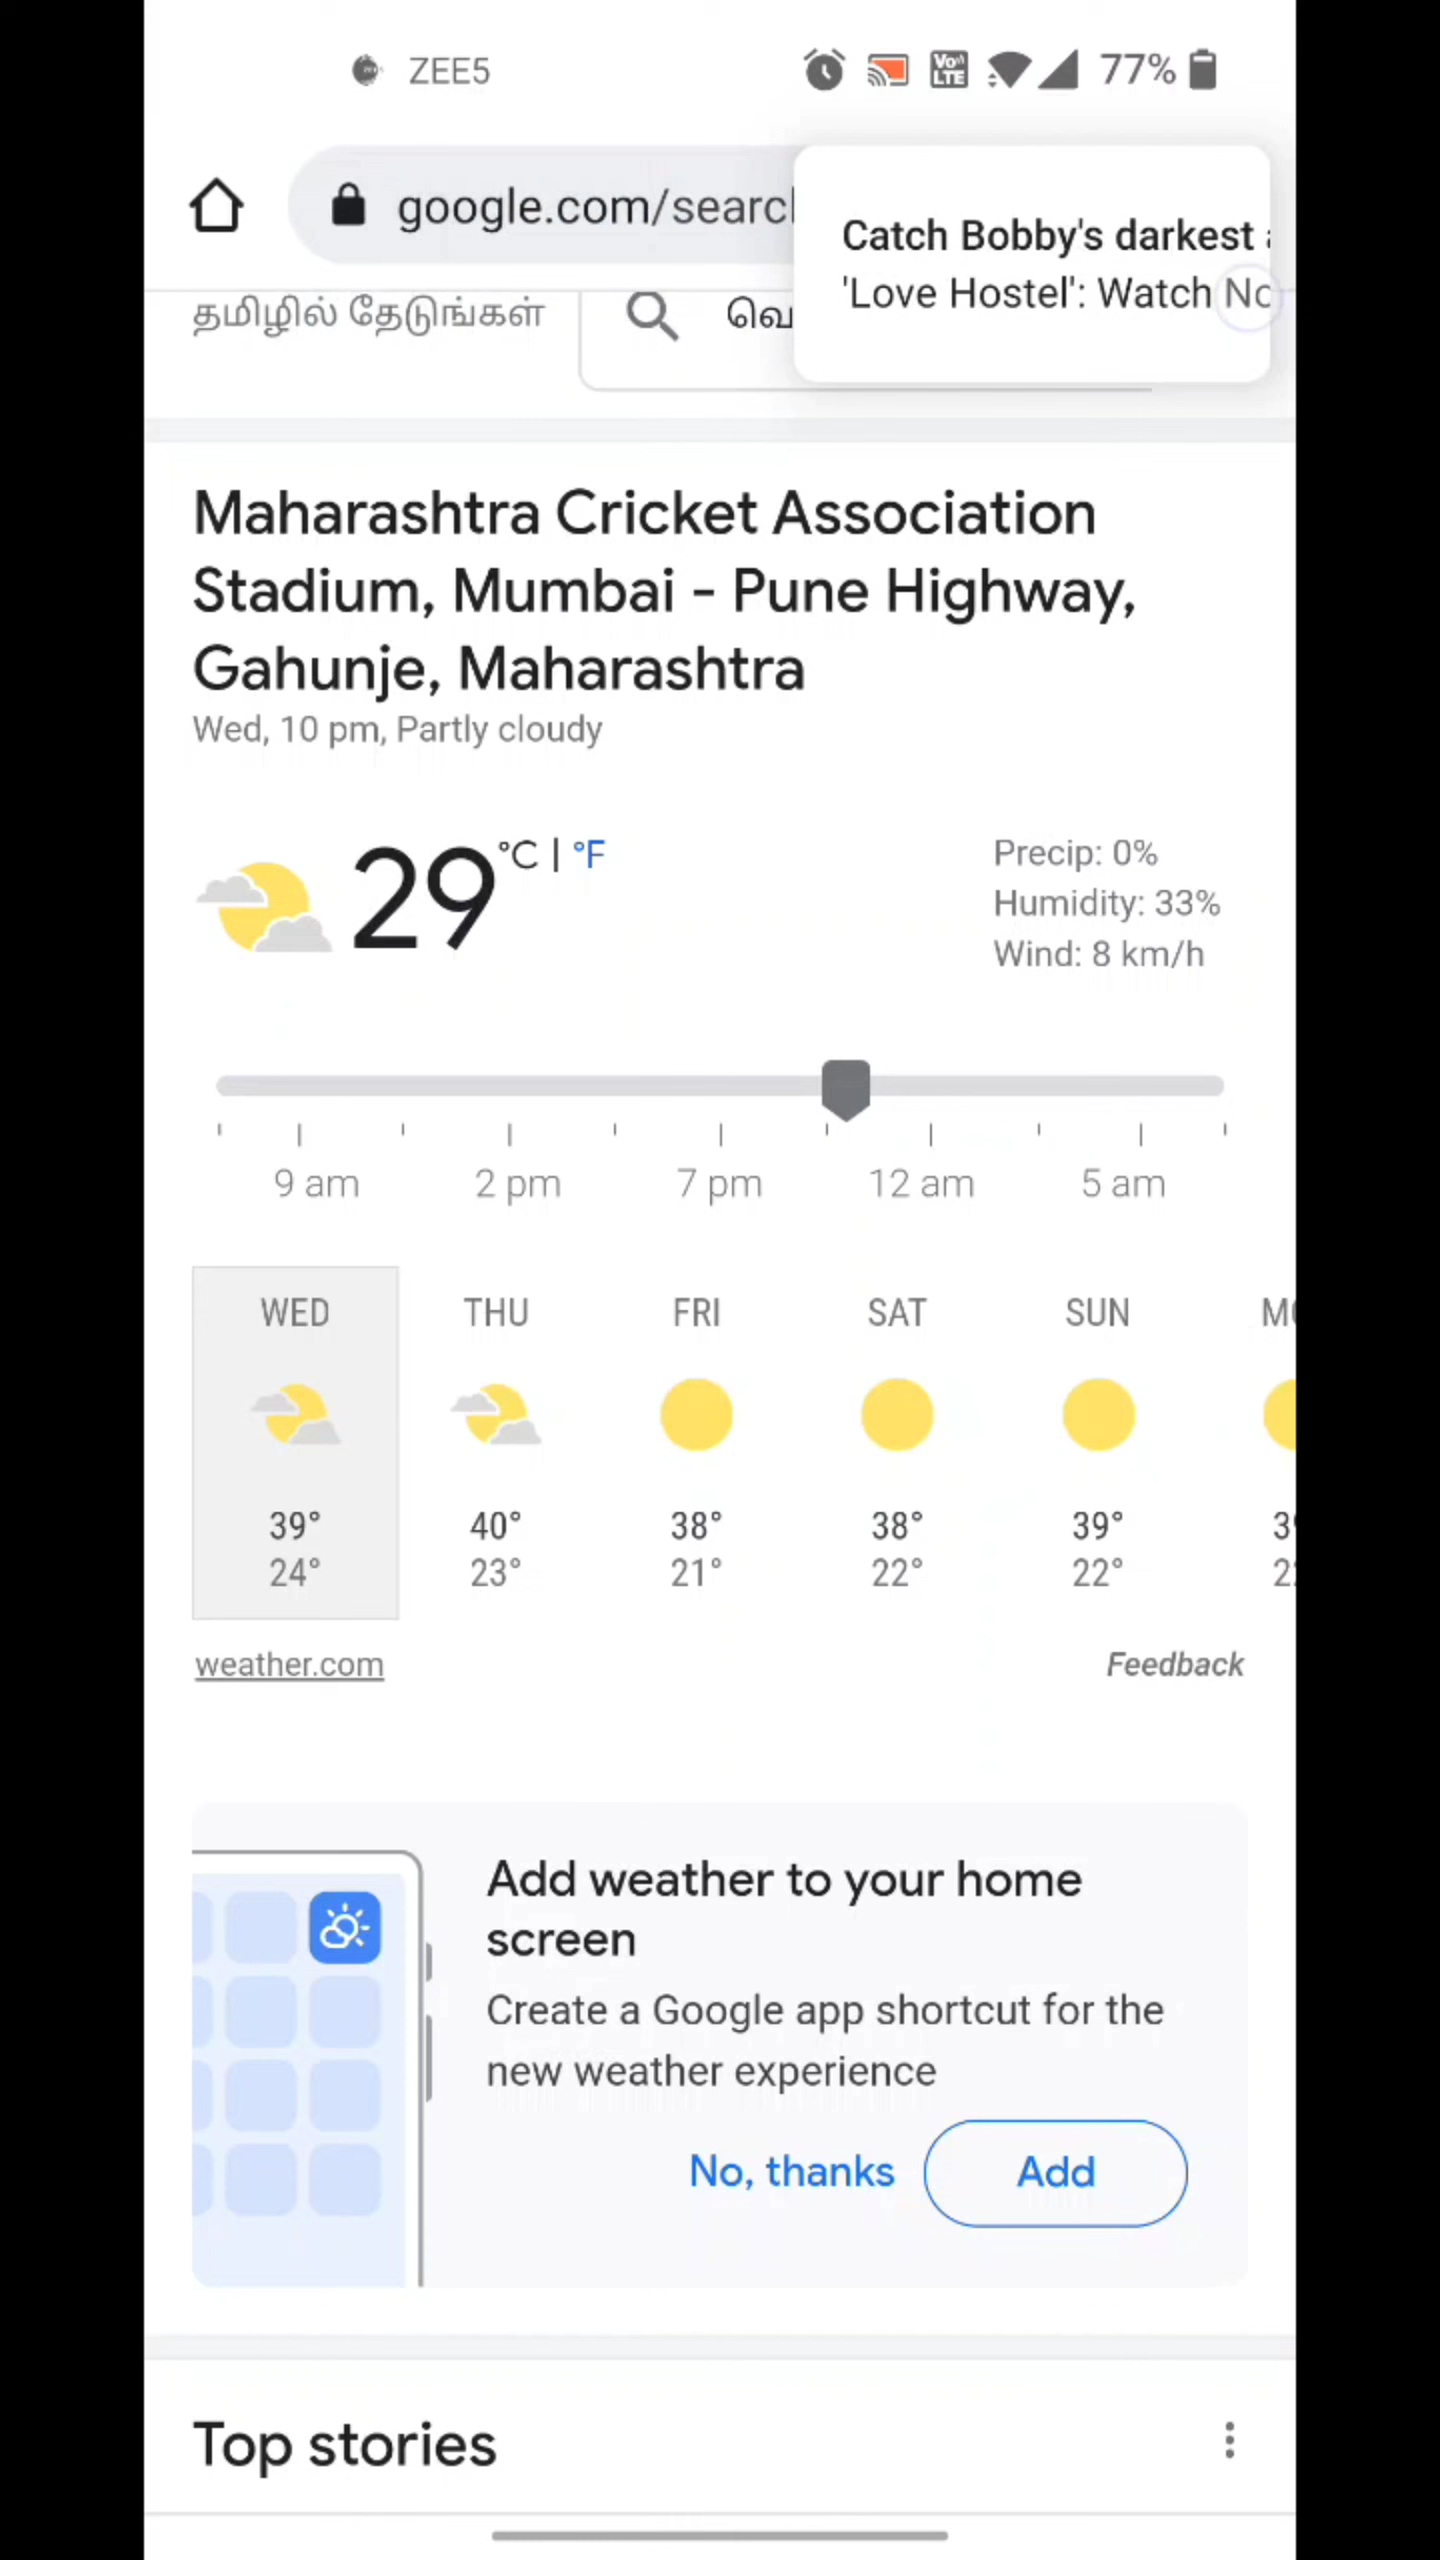 ZEE5
77%
google.com/search
Catch Bobby's darkest
'Love Hostel': Watch
தமிழில் தேடுங்கள்
Maharashtra Cricket Association
Stadium, Mumbai - Pune Highway,
Gahunje, Maharashtra
Wed, 10 pm, Partly cloudy
29 °C | °F
Precip: 0%
Humidity: 33%
Wind: 8 km/h
9 am 2 pm 7 pm 12 am 5 am
WED THU FRI SAT SUN
39° 40° 38° 38° 39°
24° 23° 21° 22° 22°
weather.com Feedback
Add weather to your home
screen
Create a Google app shortcut for the
new weather experience
No, thanks Add
Top stories